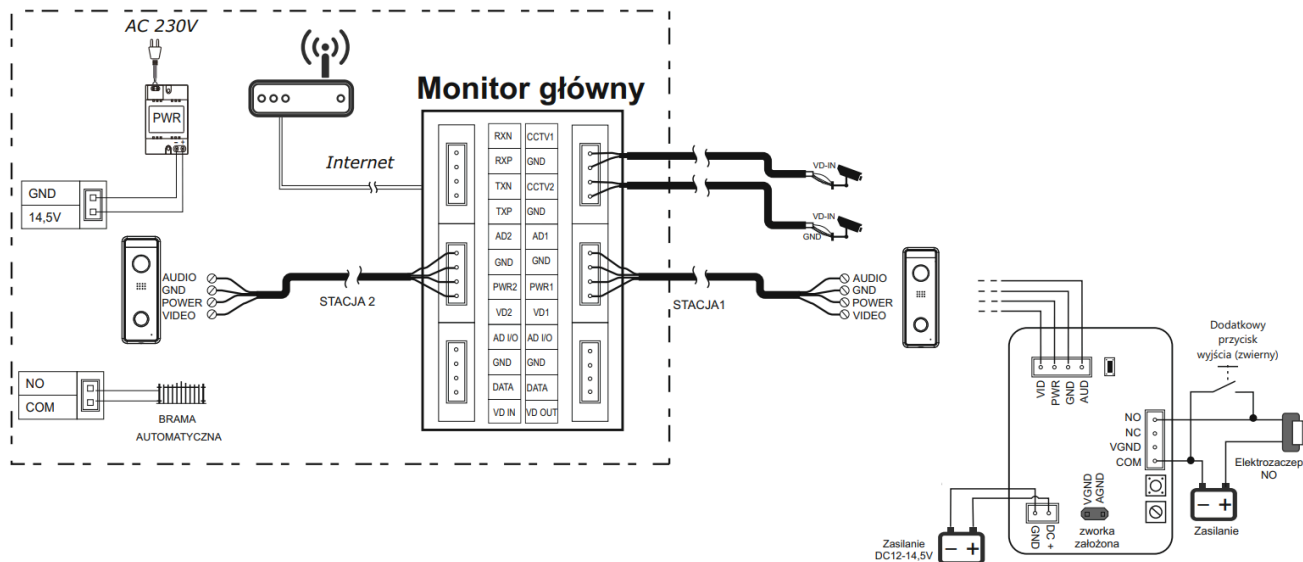 AC 230V
PWR
- +
GND
14,5V
Internet
Monitor główny
RXN CCTV1
RXP GND
TXN CCTV2
TXP GND
AD2 AD1
GND GND
PWR2 PWR1
VD2 VD1
AD I/O AD I/O
GND GND
DATA DATA
VD IN VD OUT
VD-IN
VD-IN
GND
AUDIO
GND
POWER
VIDEO
STACJA 2
STACJA1
AUDIO
GND
POWER
VIDEO
NO
COM
BRAMA
AUTOMATYCZNA
Dodatkowy
przycisk
wyjścia (zwierny)
VID
PWR
GND
AUD
NO
NC
VGND
COM
Elektrozaczep
NO
- +
Zasilanie
VGND
AGND
zworka
założona
GND
DC +
Zasilanie
DC12-14,5V
- +